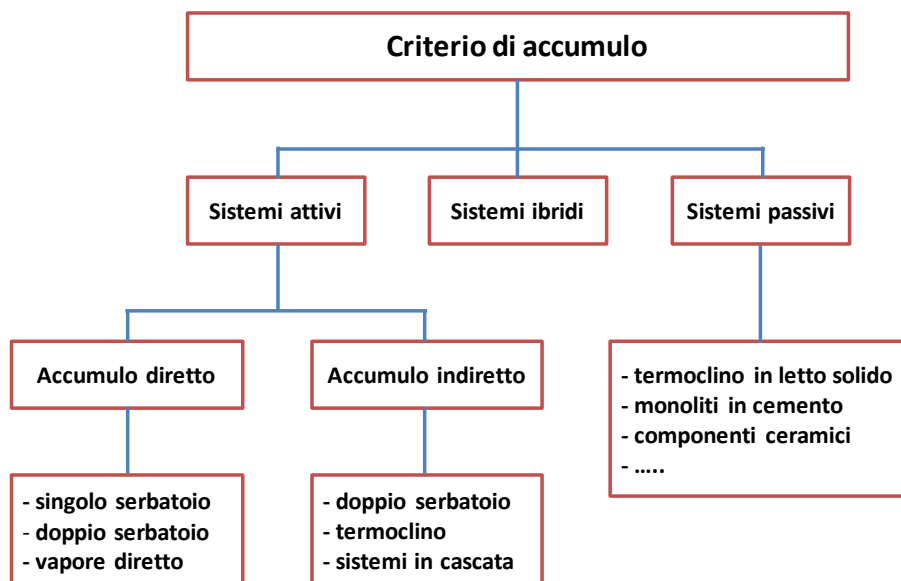 Criterio di accumulo
Sistemi attivi
Sistemi ibridi
Sistemi passivi
Accumulo diretto
Accumulo indiretto
- termoclino in letto solido
- monoliti in cemento
- componenti ceramici
- .....
- singolo serbatoio
- doppio serbatoio
- vapore diretto
- doppio serbatoio
- termoclino
- sistemi in cascata